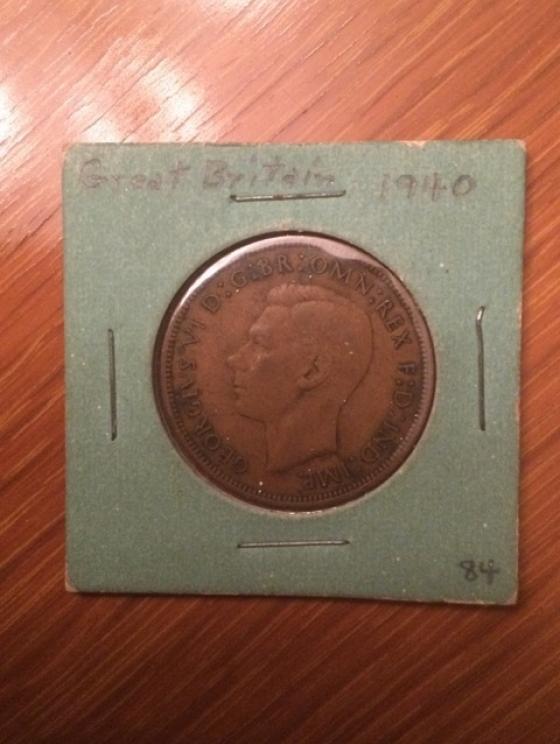 Great Britain 1940
GEORGIVS VI D:G:BR:OMN:REX F:D:IND:IMP
84